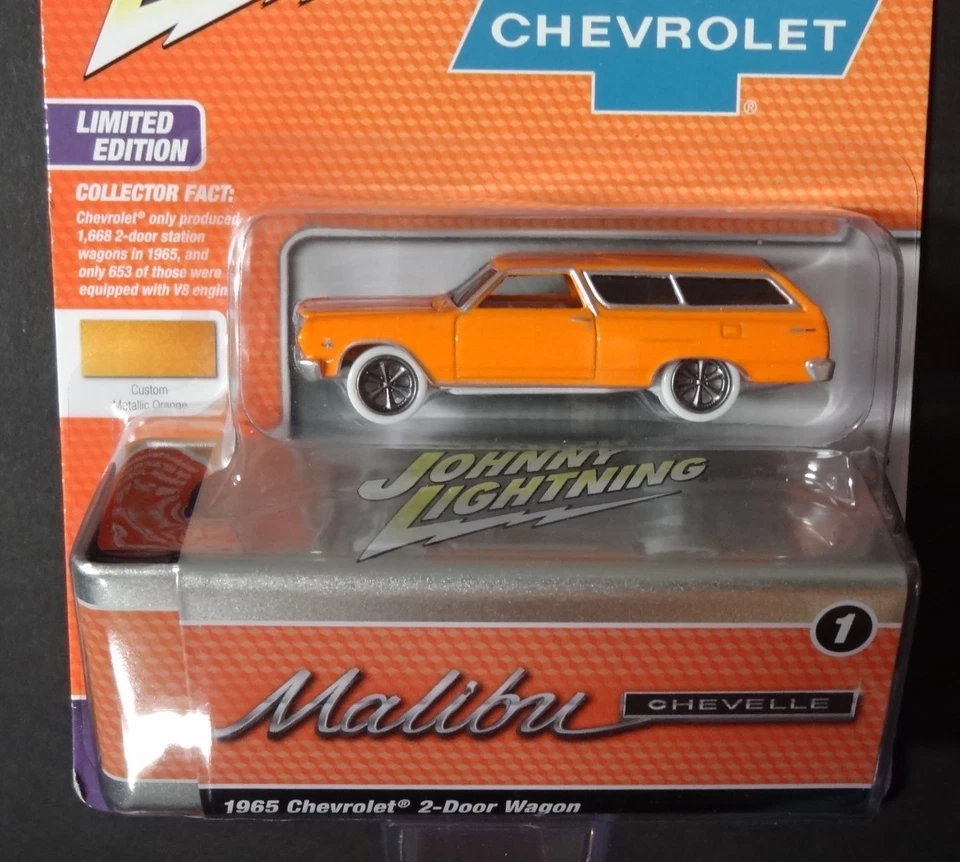 CHEVROLET
®
LIMITED
EDITION
COLLECTOR FACT:
Chevrolet® only produced
1,668 2-door station
wagons in 1965, and
only 653 of those were
equipped with V8 engin
Custom
Metallic Orange
JOHNNY
LIGHTNING
1
Malibu CHEVELLE
1965 Chevrolet® 2-Door Wagon